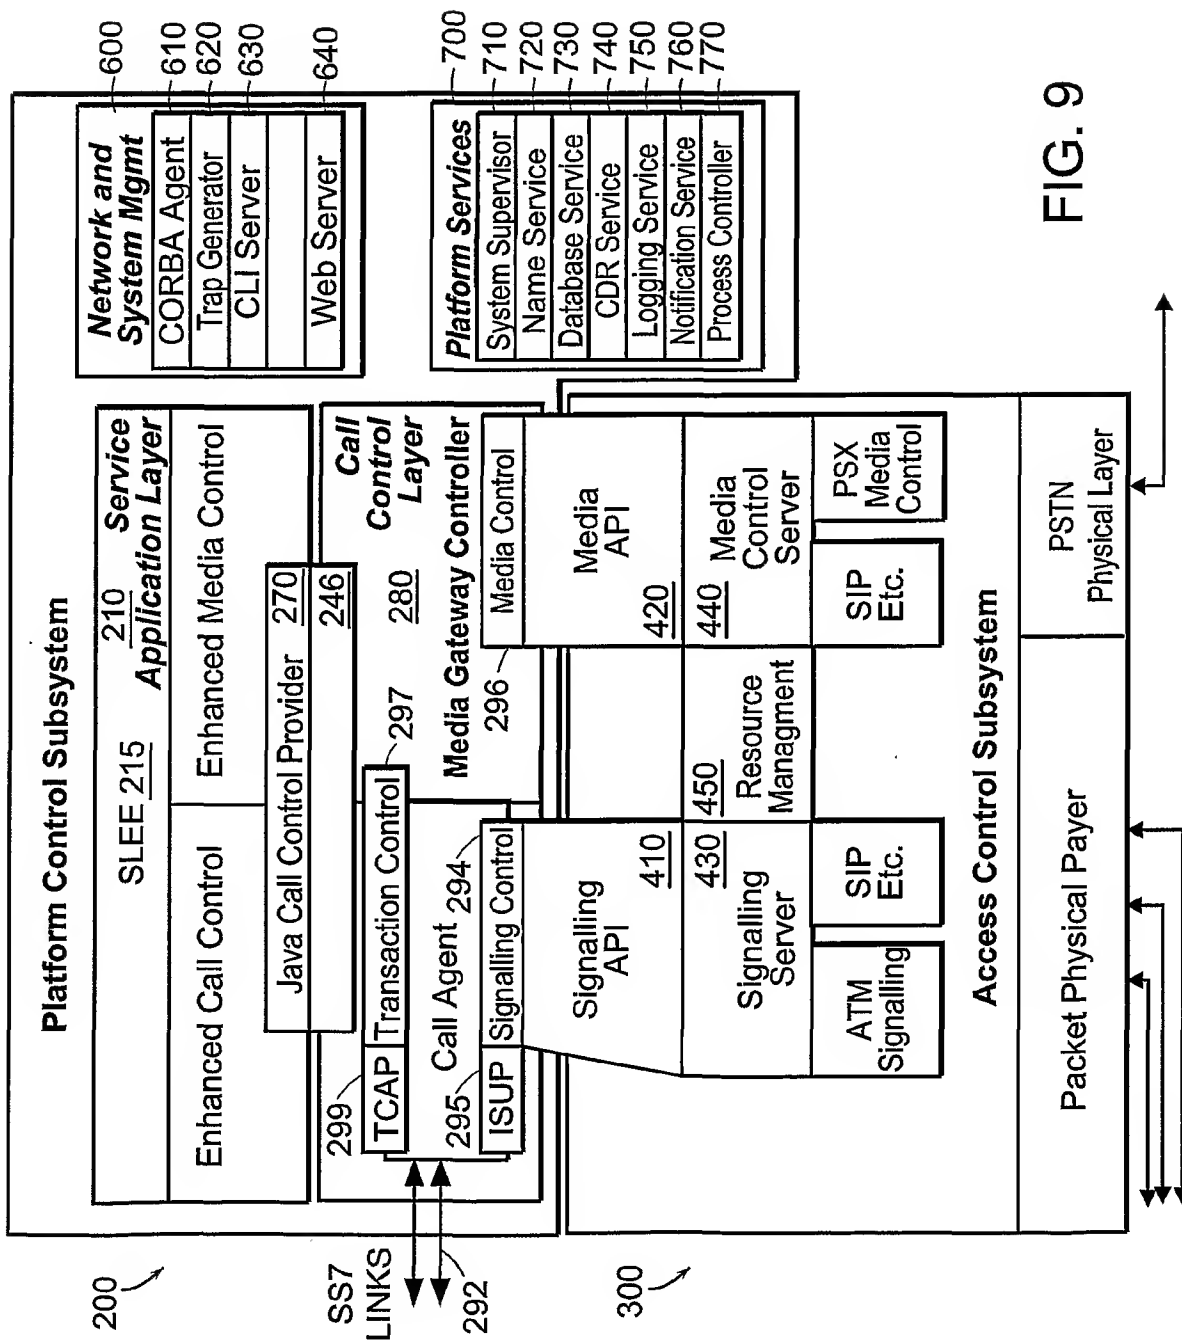 200
Platform Control Subsystem
SLEE 215
210 Service
Application Layer
Enhanced Call Control
Enhanced Media Control
Java Call Control Provider 270
246
Network and
System Mgmt
600
CORBA Agent
610
Trap Generator
620
CLI Server
630
Web Server
640
SS7
LINKS
292
299
TCAP
Transaction Control
297
280
Call
Control
Layer
Call Agent
294
295
ISUP
Signalling Control
Media Gateway Controller
296
Media Control
Platform Services
700
System Supervisor
710
Name Service
720
Database Service
730
CDR Service
740
Logging Service
750
Notification Service
760
Process Controller
770
300
Signalling
API
410
Media
API
420
Signalling
Server
430
450
Resource
Managment
440
Media
Control
Server
ATM
Signalling
SIP
Etc.
SIP
Etc.
PSX
Media
Control
Access Control Subsystem
Packet Physical Payer
PSTN
Physical Layer
FIG. 9